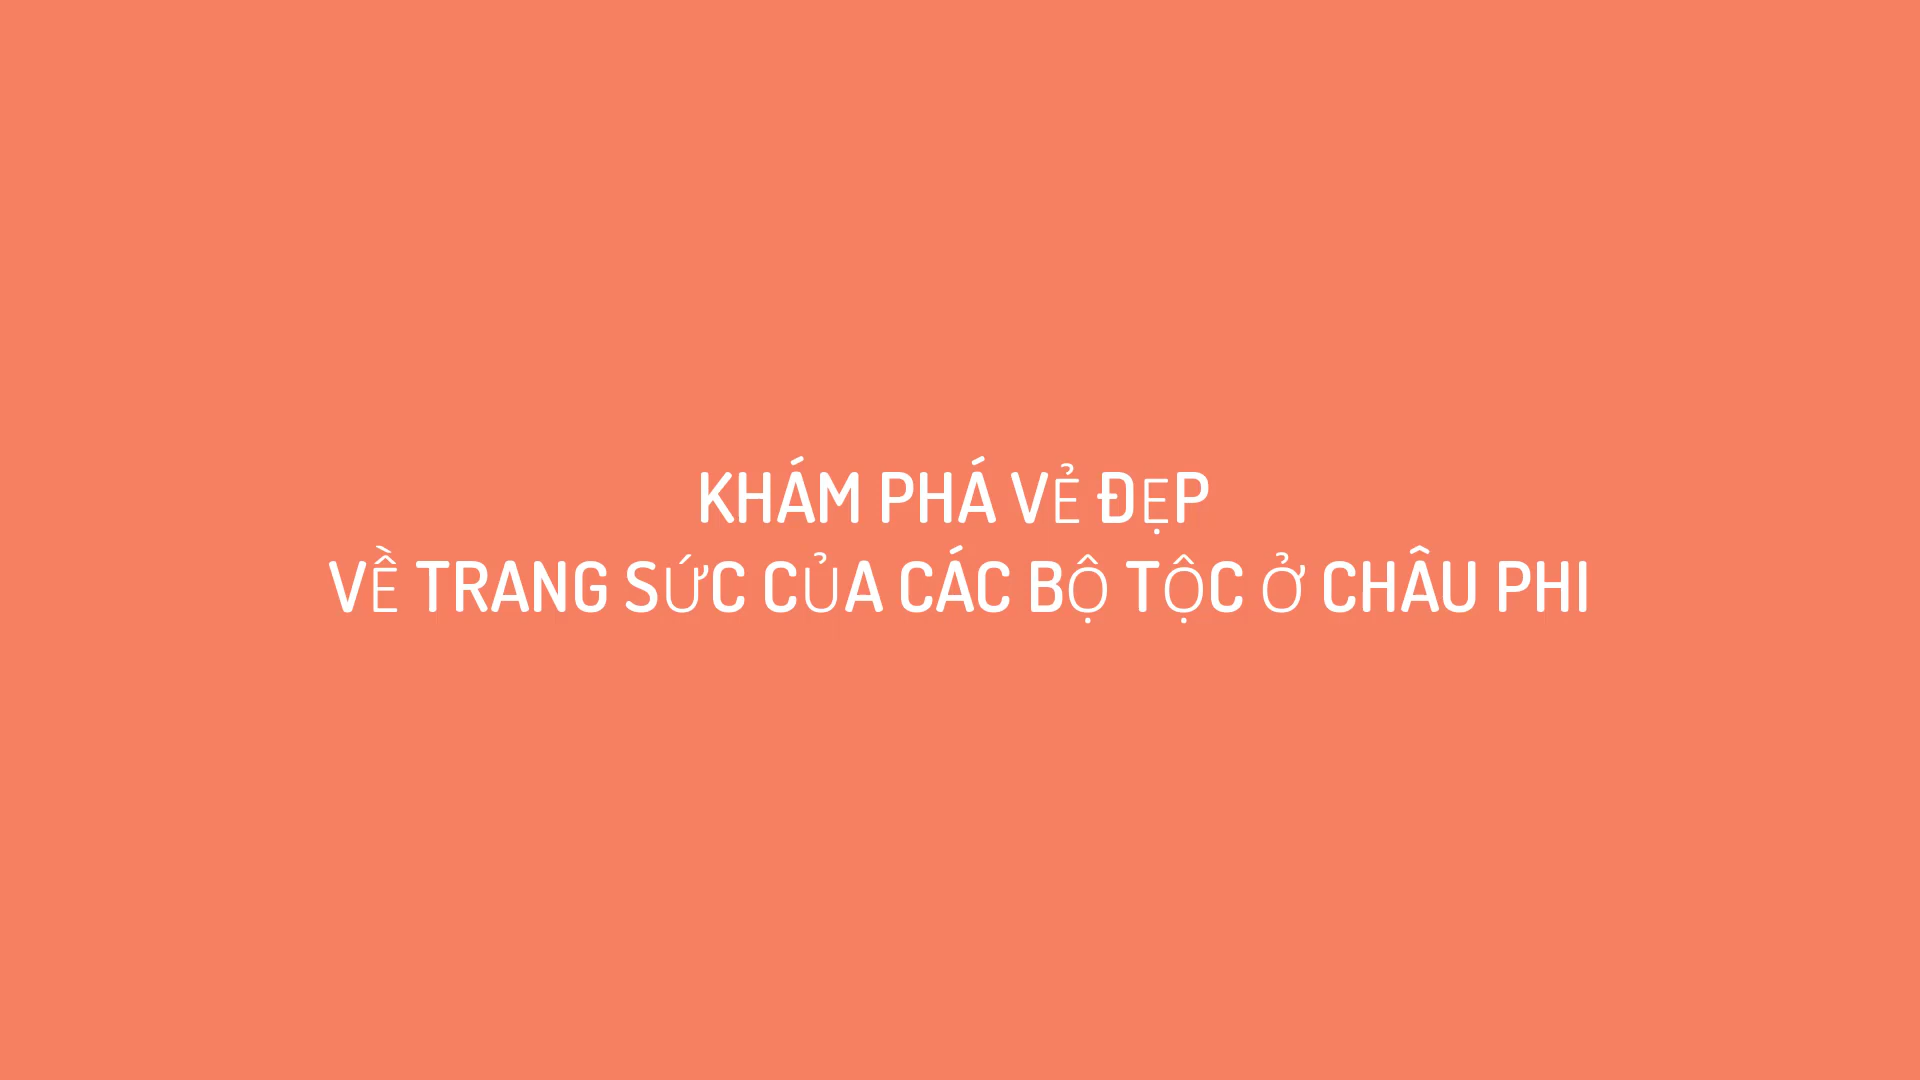 KHÁM PHÁ VẺ ĐẸP
VỀ TRANG SỨC CỦA CÁC BỘ TỘC Ở CHÂU PHI